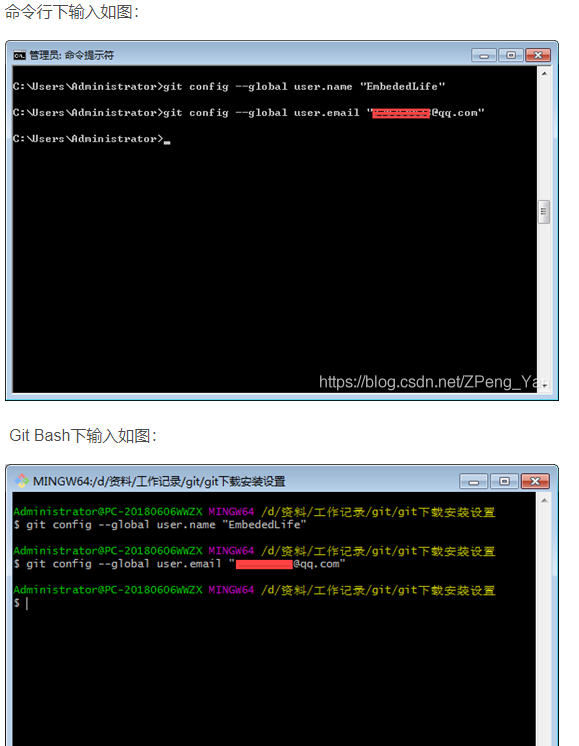 命令行下输入如图：
管理员: 命令提示符
C:\Users\Administrator>git config --global user.name "EmbededLife"
C:\Users\Administrator>git config --global user.email "@qq.com"
C:\Users\Administrator>
https://blog.csdn.net/ZPeng_Yan
Git Bash下输入如图：
MINGW64:/d/资料/工作记录/git/git下载安装设置
Administrator@PC-20180606WWZX MINGW64 /d/资料/工作记录/git/git下载安装设置
$ git config --global user.name "EmbededLife"
Administrator@PC-20180606WWZX MINGW64 /d/资料/工作记录/git/git下载安装设置
$ git config --global user.email "@qq.com"
Administrator@PC-20180606WWZX MINGW64 /d/资料/工作记录/git/git下载安装设置
$